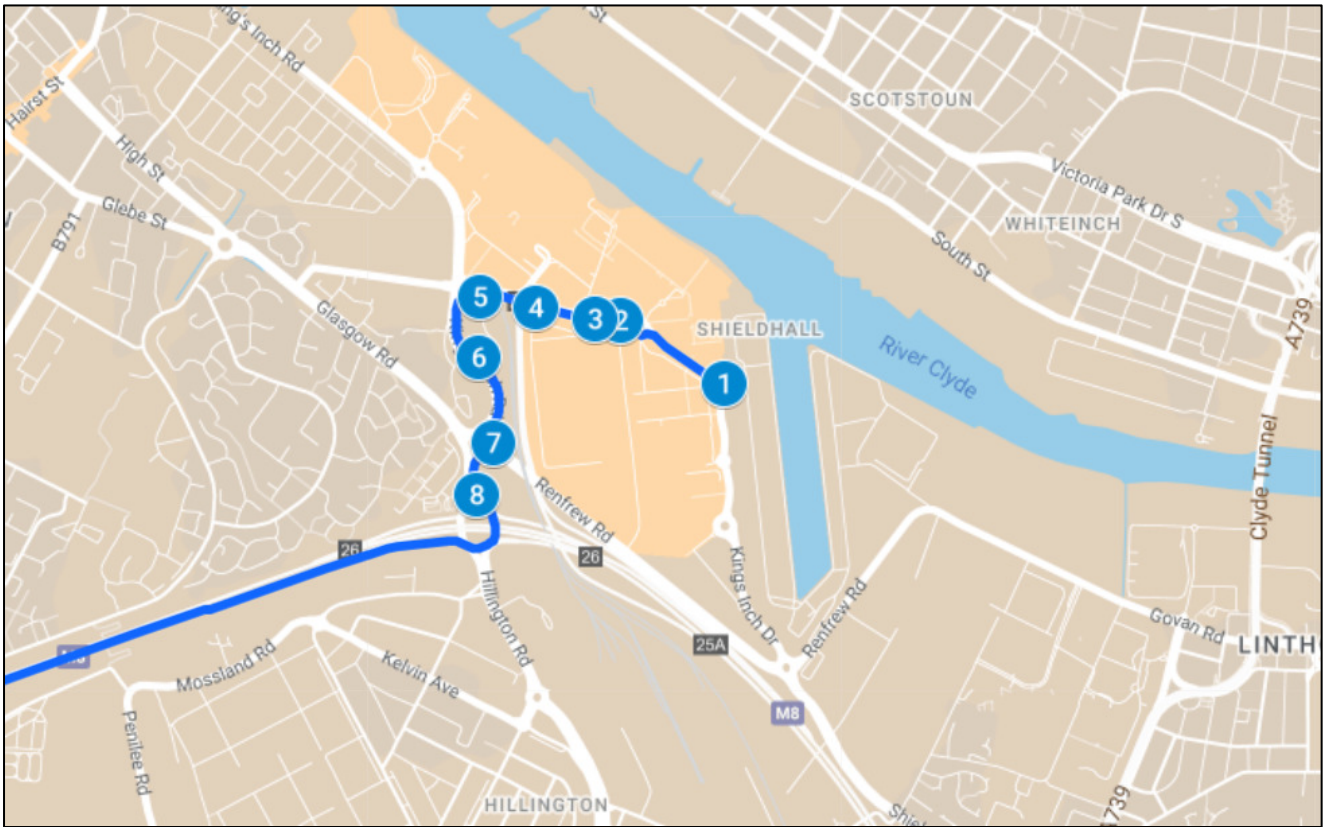 Hairst St
High St
Glebe St
B791
SCOTSTOUN
Victoria Park Dr S
WHITEINCH
South St
A739
5
4
3
2
SHIELDHALL
1
River Clyde
Glasgow Rd
6
7
8
Renfrew Rd
26
26
Clyde Tunnel
Hillington Rd
Kings Inch Dr
Renfrew Rd
Govan Rd
25A
Mossland Rd
Kelvin Ave
M8
Penilee Rd
HILLINGTON